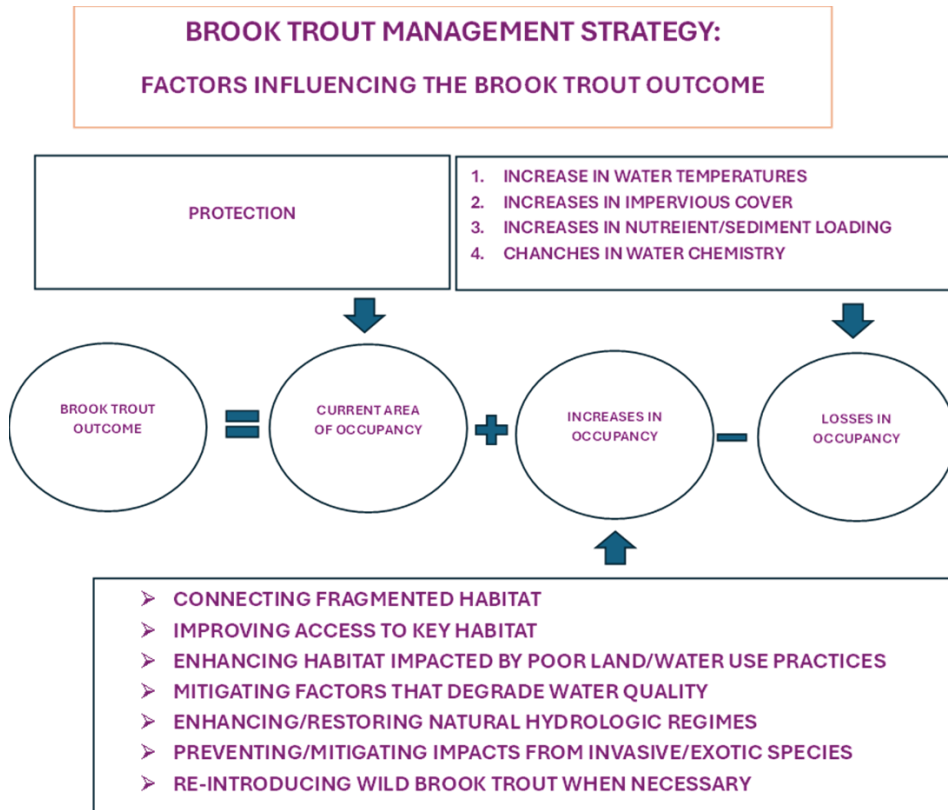 BROOK TROUT MANAGEMENT STRATEGY:
FACTORS INFLUENCING THE BROOK TROUT OUTCOME
PROTECTION
1. INCREASE IN WATER TEMPERATURES
2. INCREASES IN IMPERVIOUS COVER
3. INCREASES IN NUTREIENT/SEDIMENT LOADING
4. CHANCHES IN WATER CHEMISTRY
BROOK TROUT
OUTCOME
=
CURRENT AREA
OF OCCUPANCY
+
INCREASES IN
OCCUPANCY
-
LOSSES IN
OCCUPANCY
➢ CONNECTING FRAGMENTED HABITAT
➢ IMPROVING ACCESS TO KEY HABITAT
➢ ENHANCING HABITAT IMPACTED BY POOR LAND/WATER USE PRACTICES
➢ MITIGATING FACTORS THAT DEGRADE WATER QUALITY
➢ ENHANCING/RESTORING NATURAL HYDROLOGIC REGIMES
➢ PREVENTING/MITIGATING IMPACTS FROM INVASIVE/EXOTIC SPECIES
➢ RE-INTRODUCING WILD BROOK TROUT WHEN NECESSARY